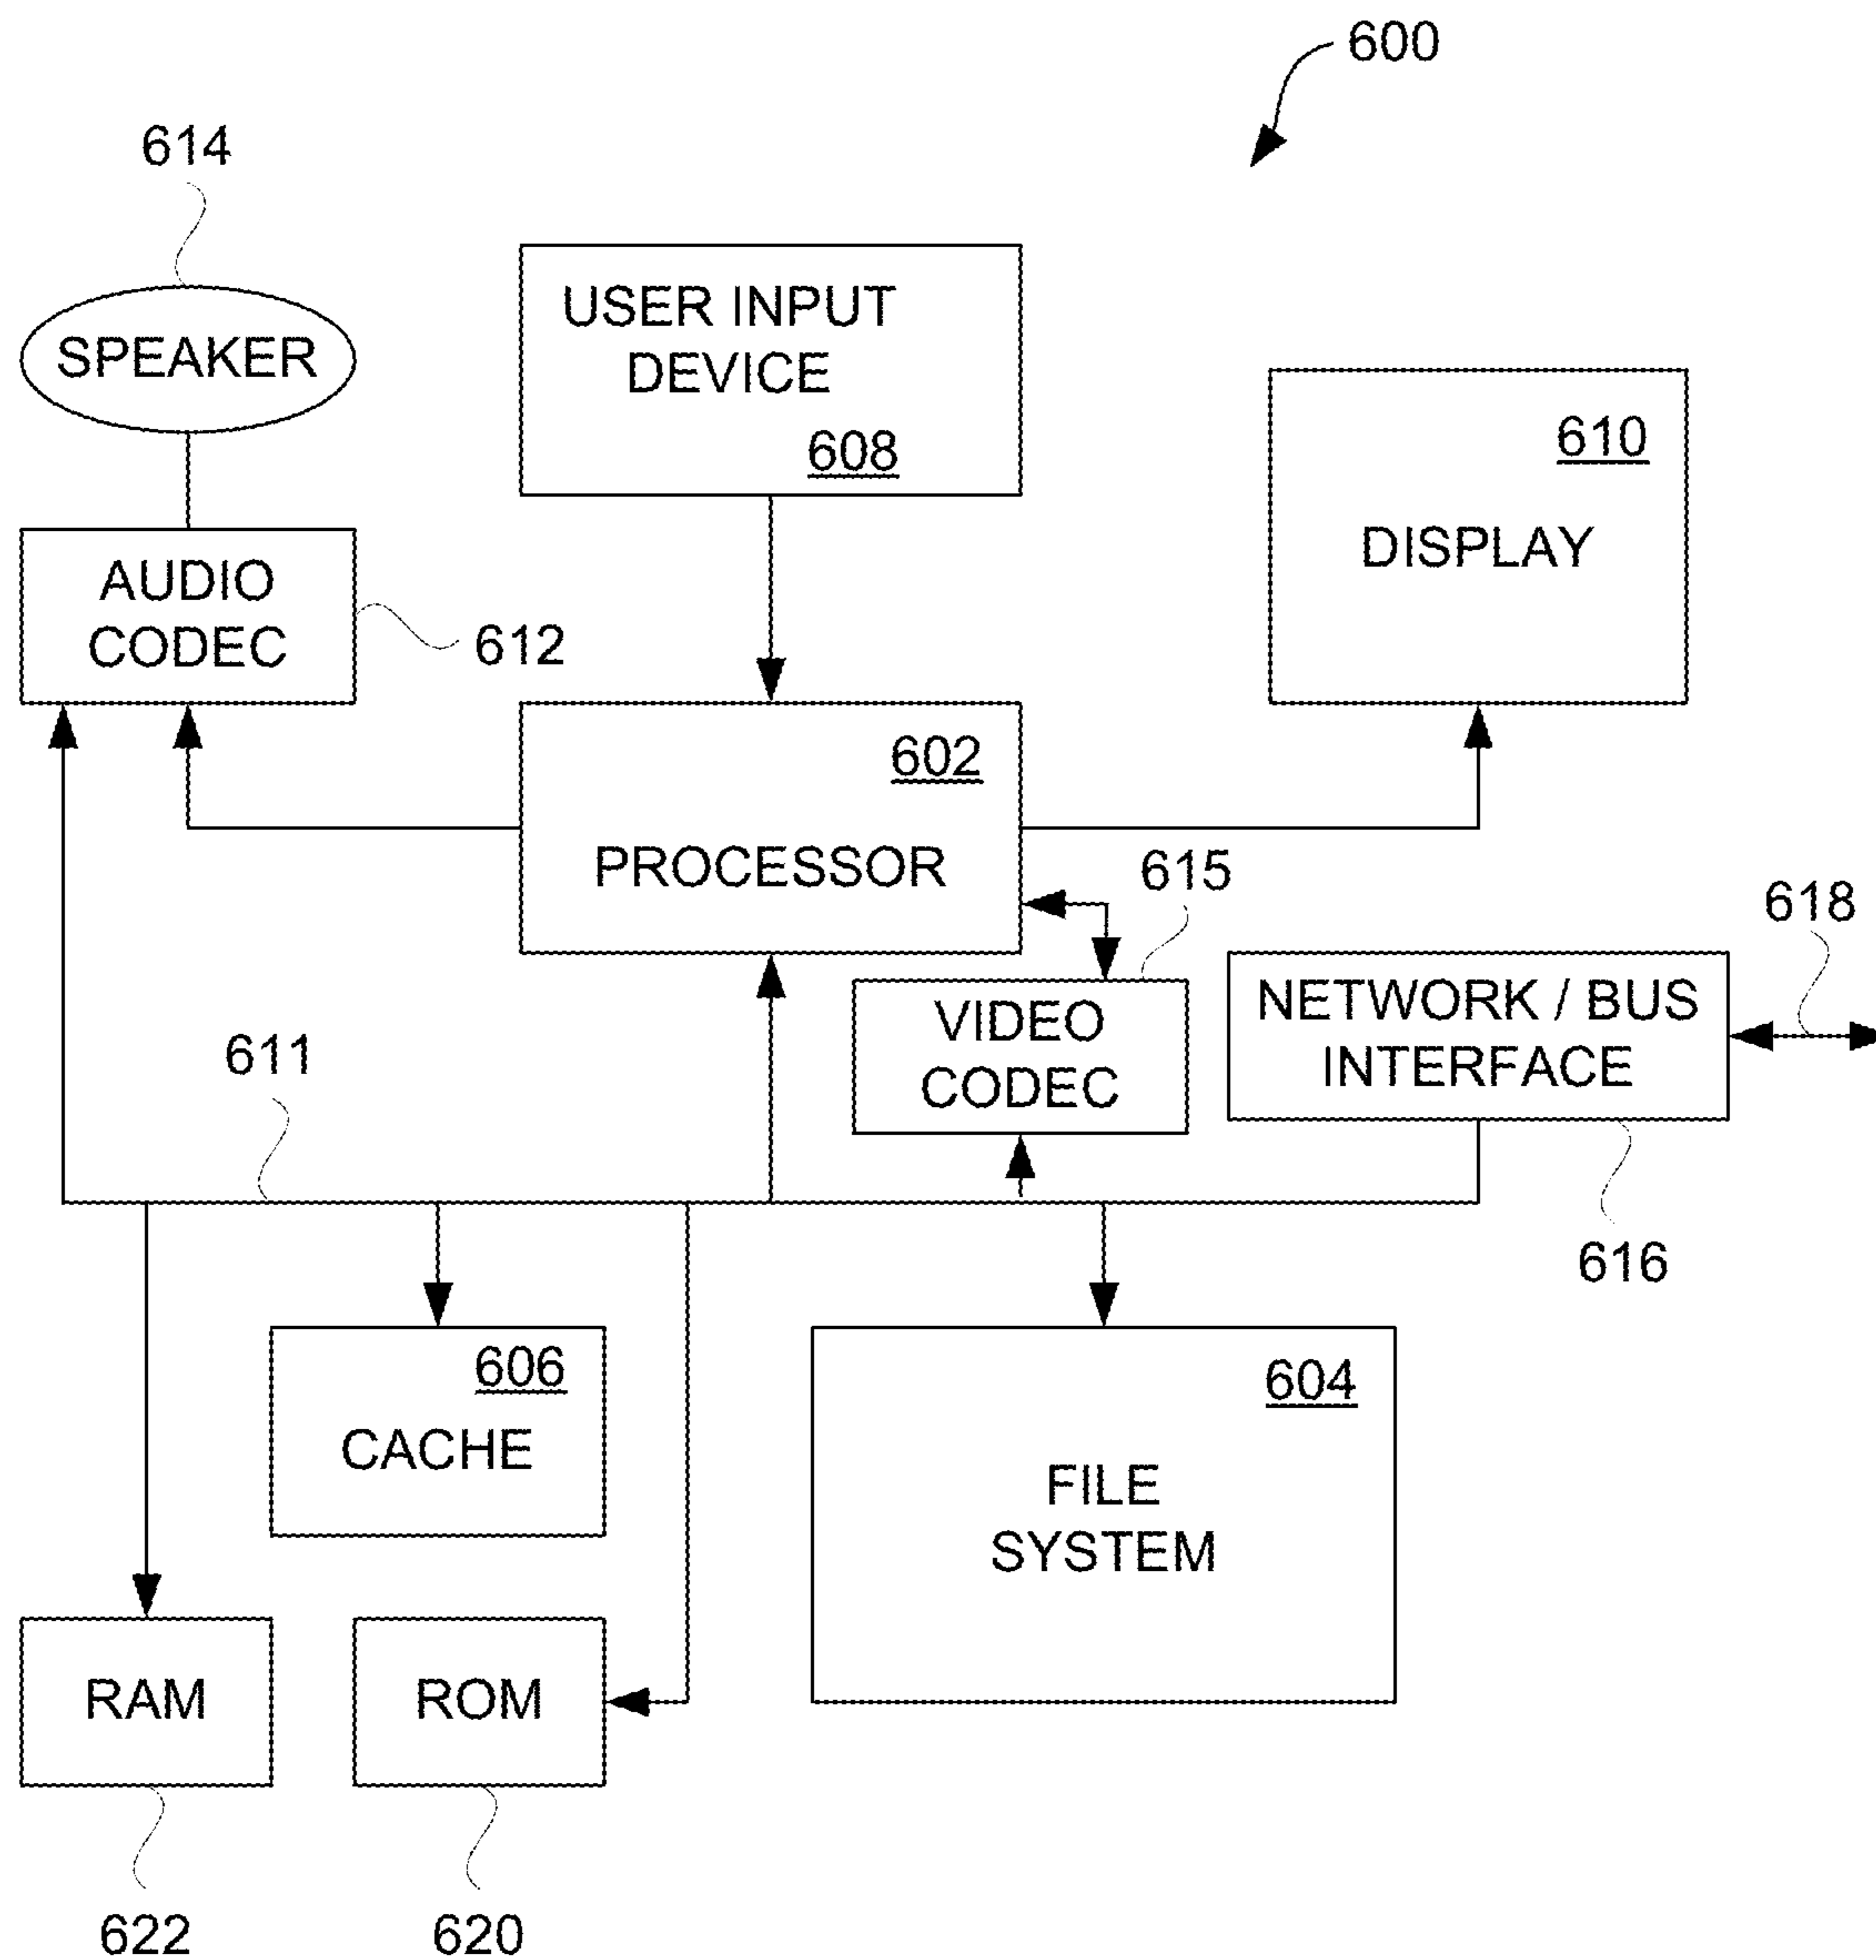 600
614
SPEAKER
USER INPUT
DEVICE
608
610
DISPLAY
AUDIO
CODEC
612
602
PROCESSOR
615
618
VIDEO
CODEC
NETWORK / BUS
INTERFACE
611
616
606
CACHE
604
FILE
SYSTEM
RAM
ROM
622
620